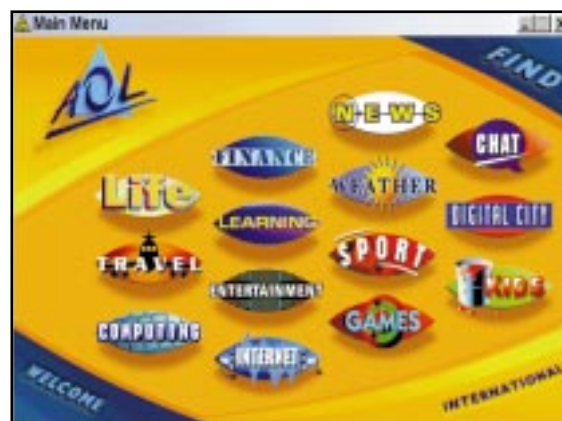 Main Menu
FIND
AOL
NEWS
CHAT
FINANCE
WEATHER
Life
LEARNING
DIGITAL CITY
TRAVEL
SPORT
ENTERTAINMENT
KIDS
COMPUTING
GAMES
INTERNET
WELCOME
INTERNATIONAL